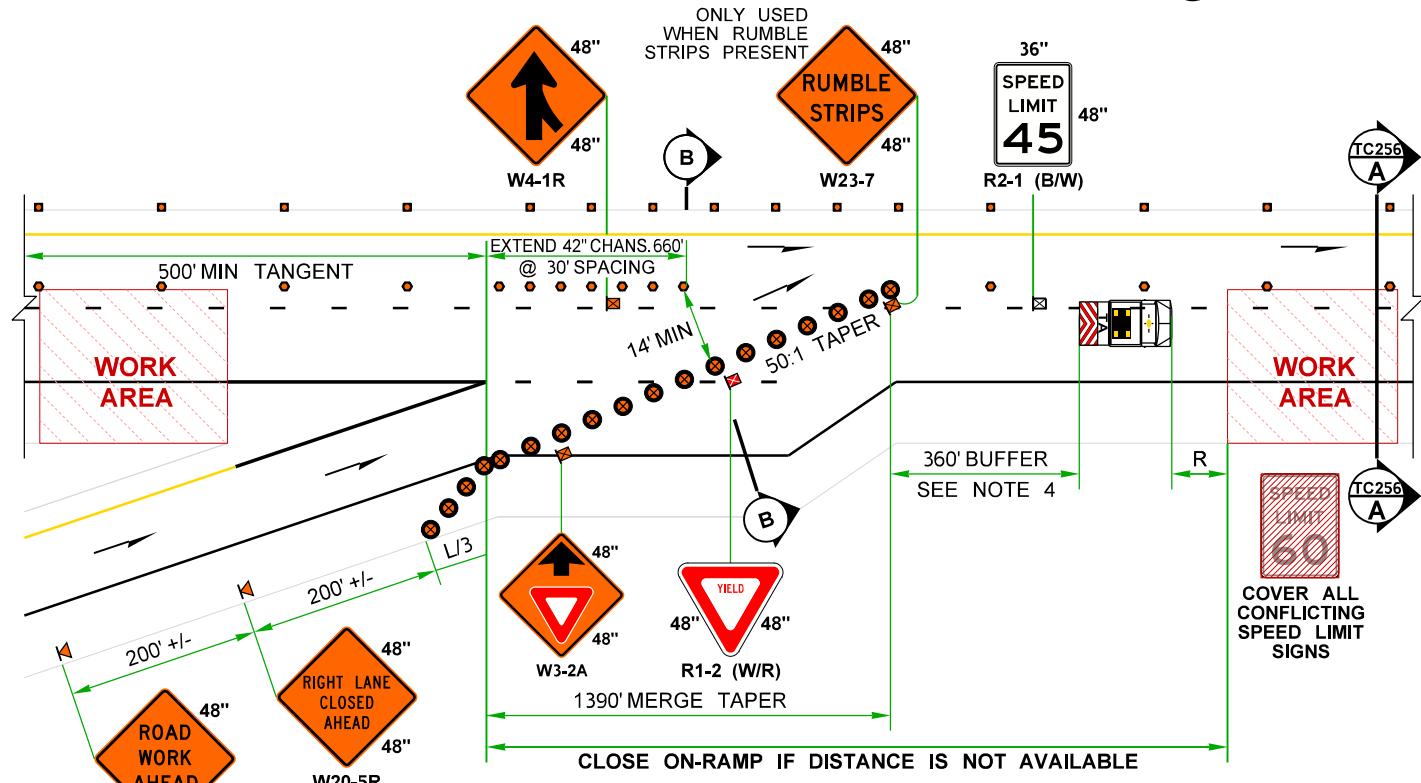 ONLY USED
WHEN RUMBLE
STRIPS PRESENT
48"
48"
W4-1R
B
RUMBLE
STRIPS
48"
48"
W23-7
36"
SPEED
LIMIT
45
48"
R2-1 (B/W)
TC256
A
500' MIN TANGENT
EXTEND 42" CHANS. 660'
@ 30' SPACING
14' MIN
50:1 TAPER
WORK
AREA
TA
WORK
AREA
360' BUFFER
SEE NOTE 4
R
TC256
A
SPEED
LIMIT
60
COVER ALL
CONFLICTING
SPEED LIMIT
SIGNS
B
L/3
200' +/-
200' +/-
48"
48"
W3-2A
YIELD
48"
48"
R1-2 (W/R)
RIGHT LANE
CLOSED
AHEAD
48"
48"
W20-5R
ROAD
WORK
AHEAD
48"
1390' MERGE TAPER
CLOSE ON-RAMP IF DISTANCE IS NOT AVAILABLE